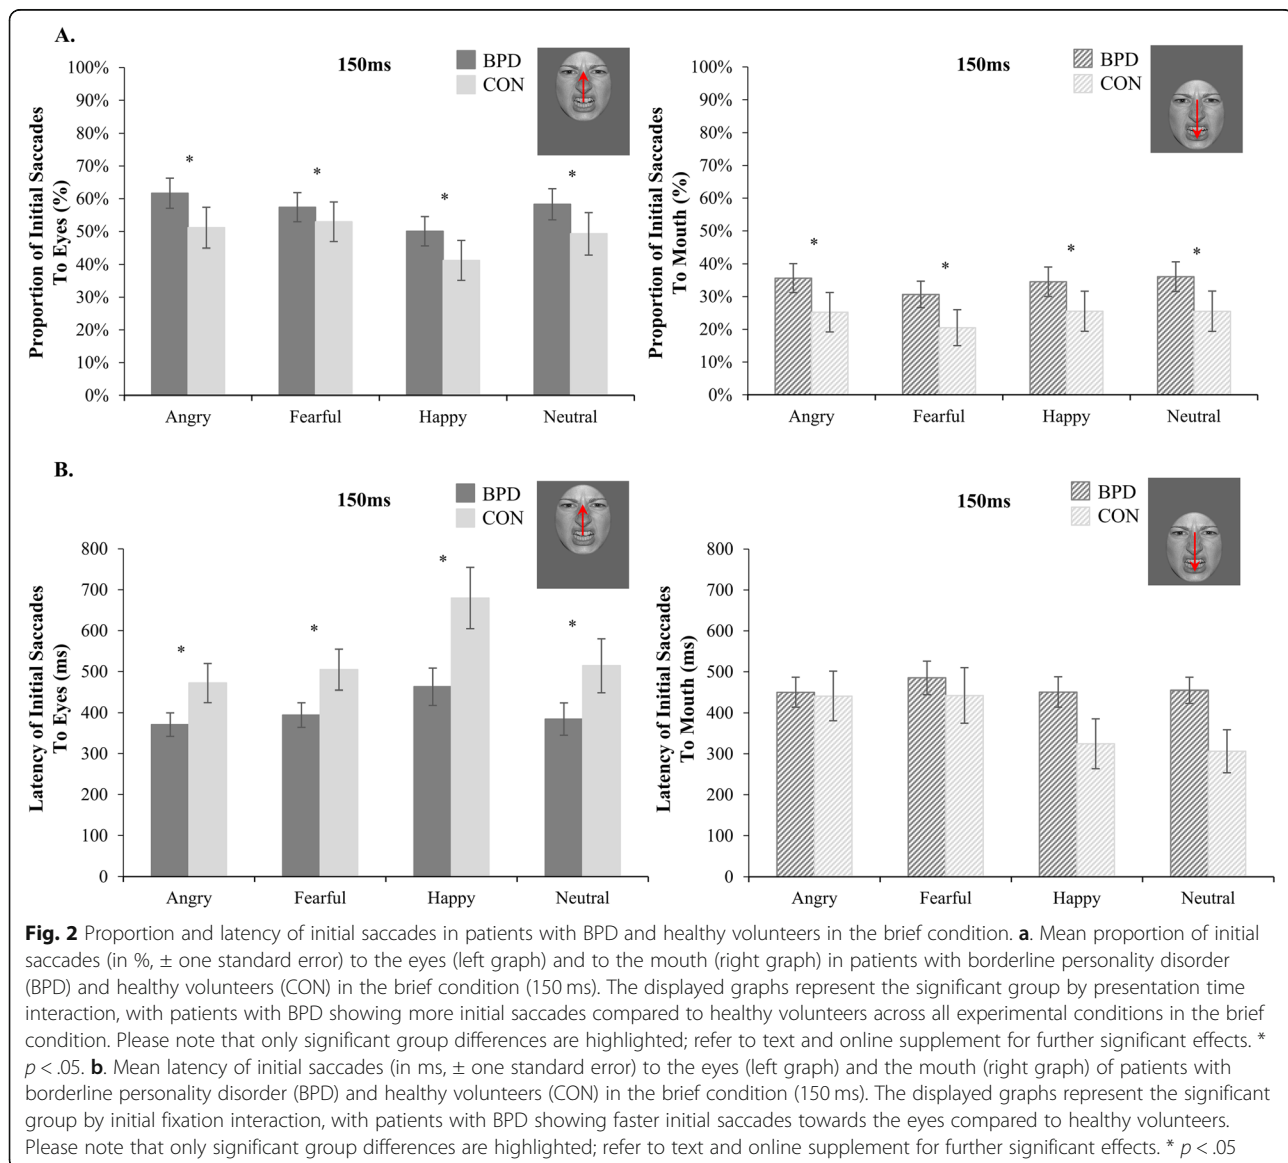 A.
150ms
BPD
CON
Proportion of Initial Saccades
To Eyes (%)
100%
90%
80%
70%
60%
50%
40%
30%
20%
10%
0%
*
*
*
*
Angry
Fearful
Happy
Neutral
150ms
BPD
CON
Proportion of Initial Saccades
To Mouth (%)
100%
90%
80%
70%
60%
50%
40%
30%
20%
10%
0%
*
*
*
*
Angry
Fearful
Happy
Neutral
B.
150ms
BPD
CON
Latency of Initial Saccades
To Eyes (ms)
800
700
600
500
400
300
200
100
0
*
*
*
*
Angry
Fearful
Happy
Neutral
150ms
BPD
CON
Latency of Initial Saccades
To Mouth (ms)
800
700
600
500
400
300
200
100
0
Angry
Fearful
Happy
Neutral
Fig. 2 Proportion and latency of initial saccades in patients with BPD and healthy volunteers in the brief condition. a. Mean proportion of initial
saccades (in %, ± one standard error) to the eyes (left graph) and to the mouth (right graph) in patients with borderline personality disorder
(BPD) and healthy volunteers (CON) in the brief condition (150 ms). The displayed graphs represent the significant group by presentation time
interaction, with patients with BPD showing more initial saccades compared to healthy volunteers across all experimental conditions in the brief
condition. Please note that only significant group differences are highlighted; refer to text and online supplement for further significant effects. *
p < .05. b. Mean latency of initial saccades (in ms, ± one standard error) to the eyes (left graph) and the mouth (right graph) of patients with
borderline personality disorder (BPD) and healthy volunteers (CON) in the brief condition (150 ms). The displayed graphs represent the significant
group by initial fixation interaction, with patients with BPD showing faster initial saccades towards the eyes compared to healthy volunteers.
Please note that only significant group differences are highlighted; refer to text and online supplement for further significant effects. * p < .05